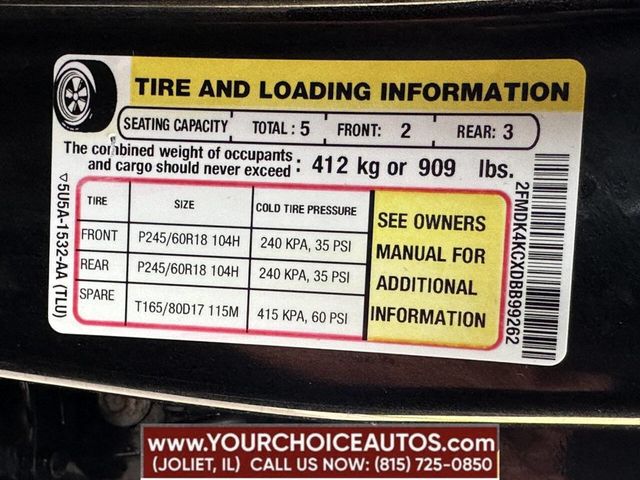 TIRE AND LOADING INFORMATION
SEATING CAPACITY TOTAL : 5 FRONT: 2 REAR: 3
The combined weight of occupants
and cargo should never exceed : 412 kg or 909 lbs.
TIRE SIZE COLD TIRE PRESSURE
FRONT P245/60R18 104H 240 KPA, 35 PSI
REAR P245/60R18 104H 240 KPA, 35 PSI
SPARE T165/80D17 115M 415 KPA, 60 PSI
SEE OWNERS
MANUAL FOR
ADDITIONAL
INFORMATION
5U5A-1532-AA (TLU)
2FMDK4KCXDBB99262
WWW.YOURCHOICEAUTOS.COM
(JOLIET, IL) CALL US NOW: (815) 725-0850